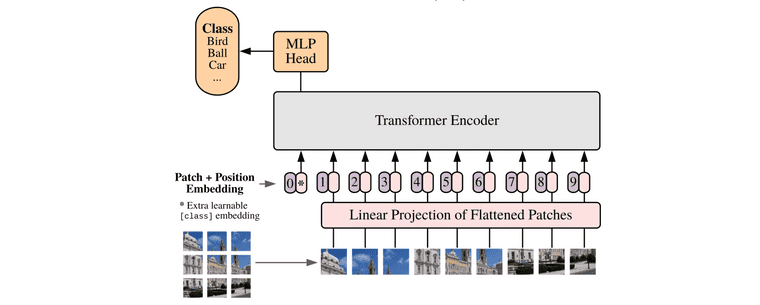 Class
Bird
Ball
Car
...
MLP
Head
Transformer Encoder
Patch + Position
Embedding
0 * 1 2 3 4 5 6 7 8 9
* Extra learnable
[class] embedding
Linear Projection of Flattened Patches